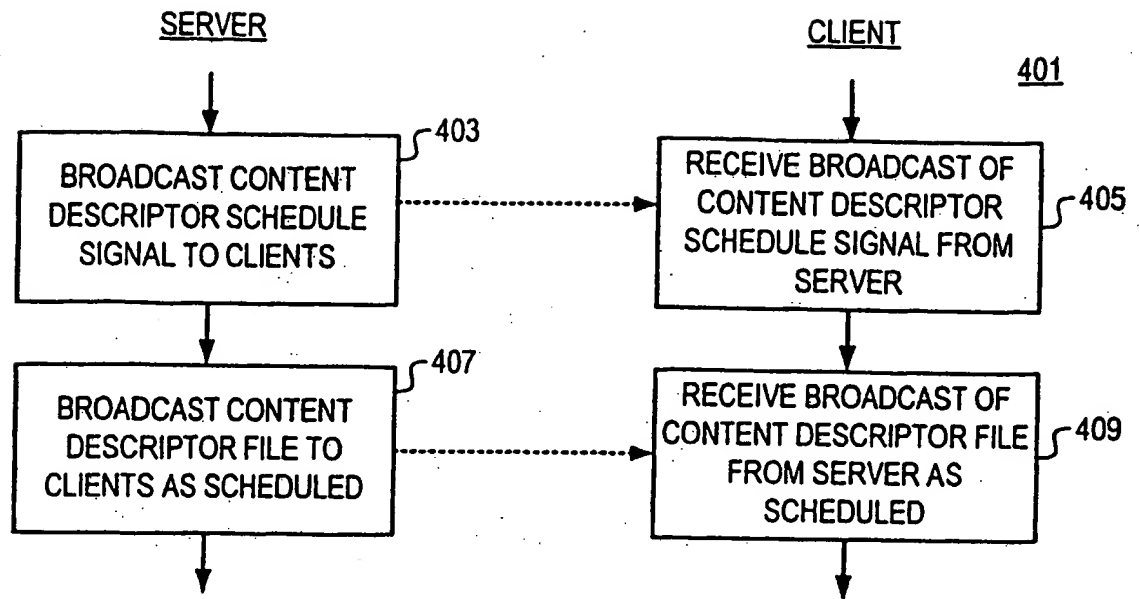 SERVER
CLIENT
401
403
BROADCAST CONTENT
DESCRIPTOR SCHEDULE
SIGNAL TO CLIENTS
RECEIVE BROADCAST OF
CONTENT DESCRIPTOR
SCHEDULE SIGNAL FROM
SERVER
405
407
BROADCAST CONTENT
DESCRIPTOR FILE TO
CLIENTS AS SCHEDULED
RECEIVE BROADCAST OF
CONTENT DESCRIPTOR FILE
FROM SERVER AS
SCHEDULED
409